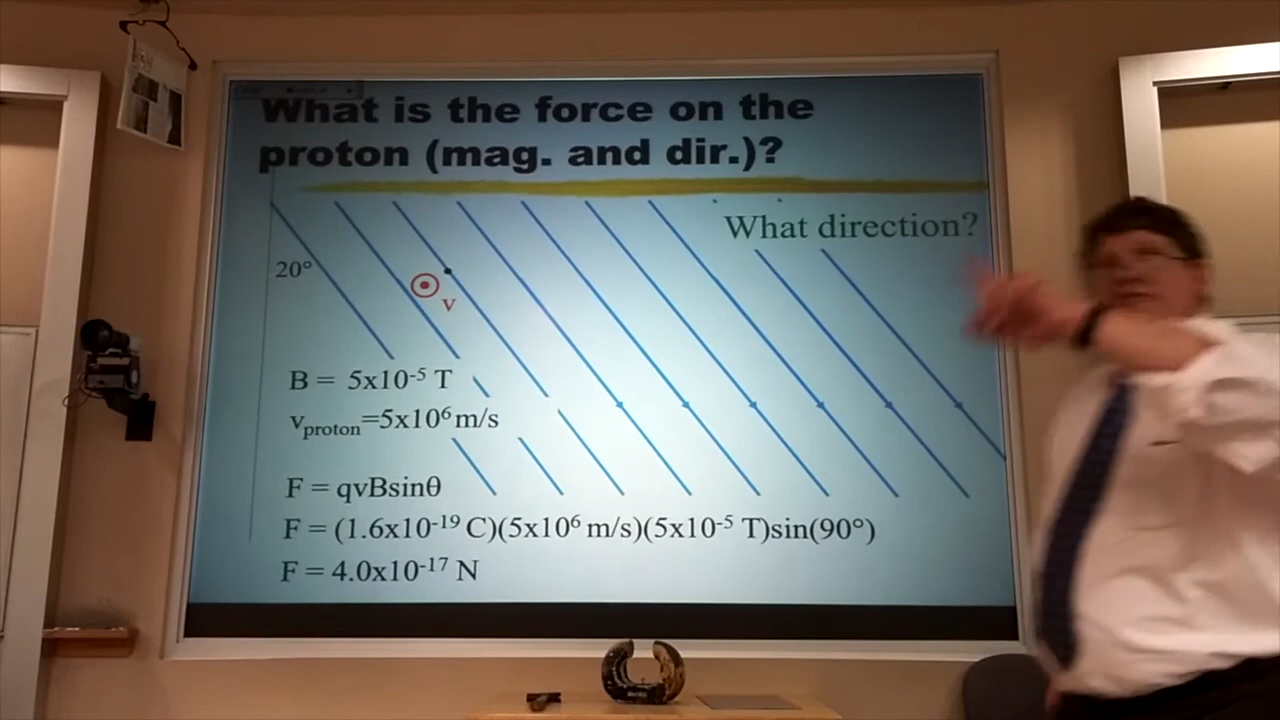 What is the force on the
proton (mag. and dir.)?
What direction?
20°
v
B = 5x10⁻⁵ T
vproton=5x10⁶ m/s
F = qvBsinθ
F = (1.6x10⁻¹⁹ C)(5x10⁶ m/s)(5x10⁻⁵ T)sin(90°)
F = 4.0x10⁻¹⁷ N